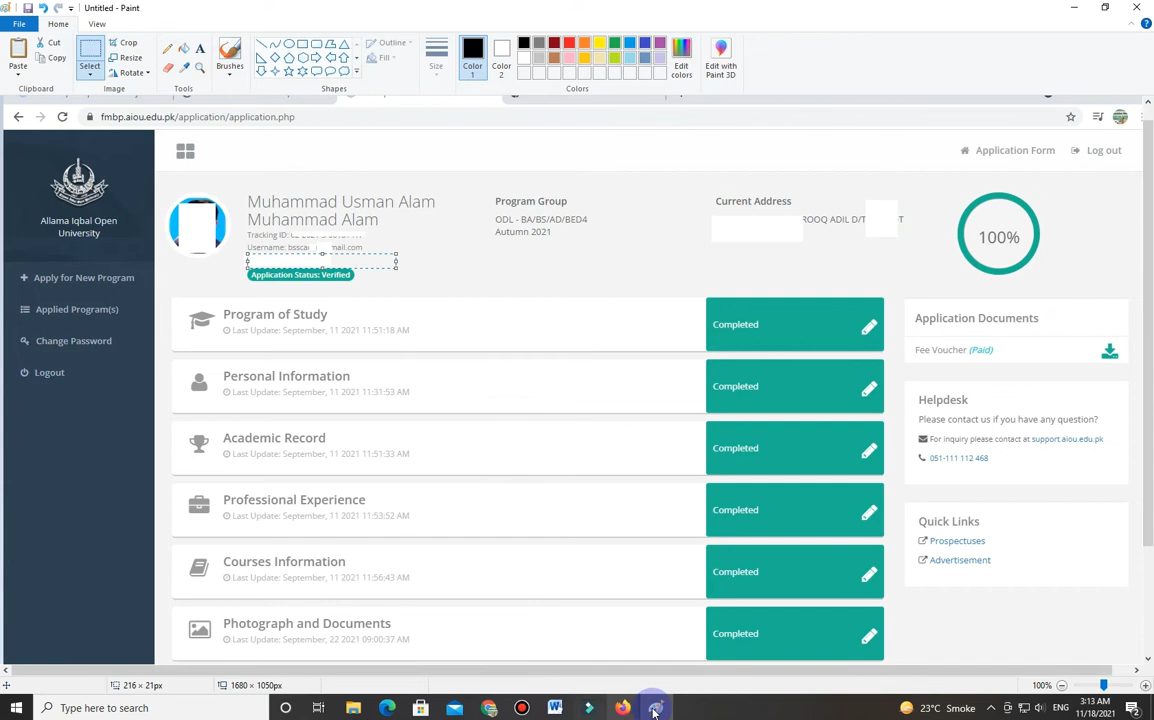 Untitled - Paint
File
Home
View
Paste
Cut
Copy
Clipboard
Select
Crop
Resize
Rotate
Image
Tools
Brushes
Shapes
Outline
Fill
Size
Color 1
Color 2
Colors
Edit colors
Edit with Paint 3D
fmbp.aiou.edu.pk/application/application.php
Allama Iqbal Open
University
Apply for New Program
Applied Program(s)
Change Password
Logout
Application Form
Log out
Muhammad Usman Alam
Muhammad Alam
Tracking ID:
Username: bssca mail.com
Application Status: Verified
Program Group
ODL - BA/BS/AD/BED4
Autumn 2021
Current Address
ROOQ ADIL D/T
100%
Program of Study
Last Update: September, 11 2021 11:51:18 AM
Completed
Personal Information
Last Update: September, 11 2021 11:31:53 AM
Completed
Academic Record
Last Update: September, 11 2021 11:51:33 AM
Completed
Professional Experience
Last Update: September, 11 2021 11:53:52 AM
Completed
Courses Information
Last Update: September, 11 2021 11:56:43 AM
Completed
Photograph and Documents
Last Update: September, 22 2021 09:00:37 AM
Completed
Application Documents
Fee Voucher (Paid)
Helpdesk
Please contact us if you have any question?
For inquiry please contact at support.aiou.edu.pk
051-111 112 468
Quick Links
Prospectuses
Advertisement
216 × 21px
1680 × 1050px
100%
Type here to search
23°C Smoke
ENG
3:13 AM
11/18/2021
2